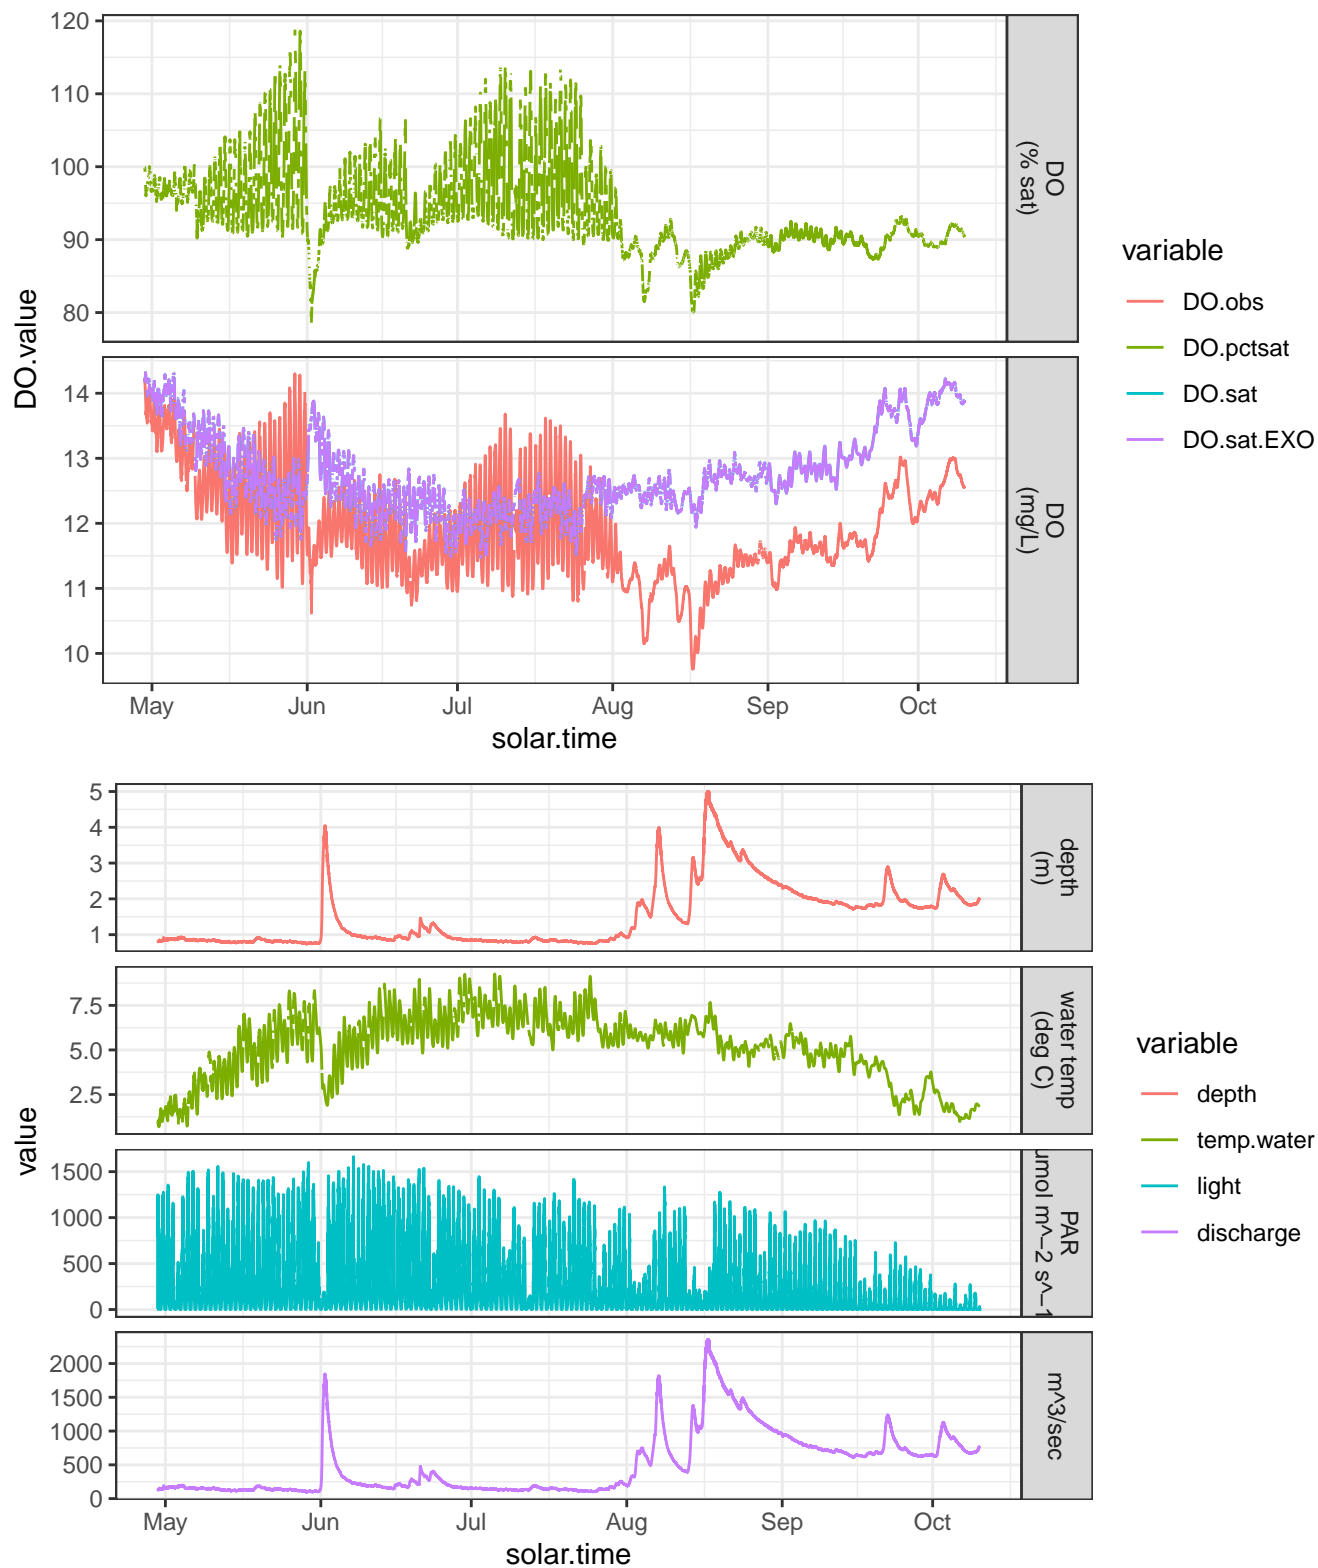 120
110
100
90
80
DO
(% sat)
14
13
12
11
10
DO
(mg/L)
DO.value
May Jun Jul Aug Sep Oct
solar.time
variable
DO.obs
DO.pctsat
DO.sat
DO.sat.EXO
5
4
3
2
1
depth
(m)
7.5
5.0
2.5
water temp
(deg C)
1500
1000
500
0
PAR
umol m^-2 s^-1
2000
1500
1000
500
0
m^3/sec
value
May Jun Jul Aug Sep Oct
solar.time
variable
depth
temp.water
light
discharge